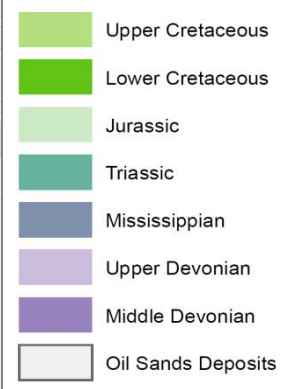 Upper Cretaceous
Lower Cretaceous
Jurassic
Triassic
Mississippian
Upper Devonian
Middle Devonian
Oil Sands Deposits